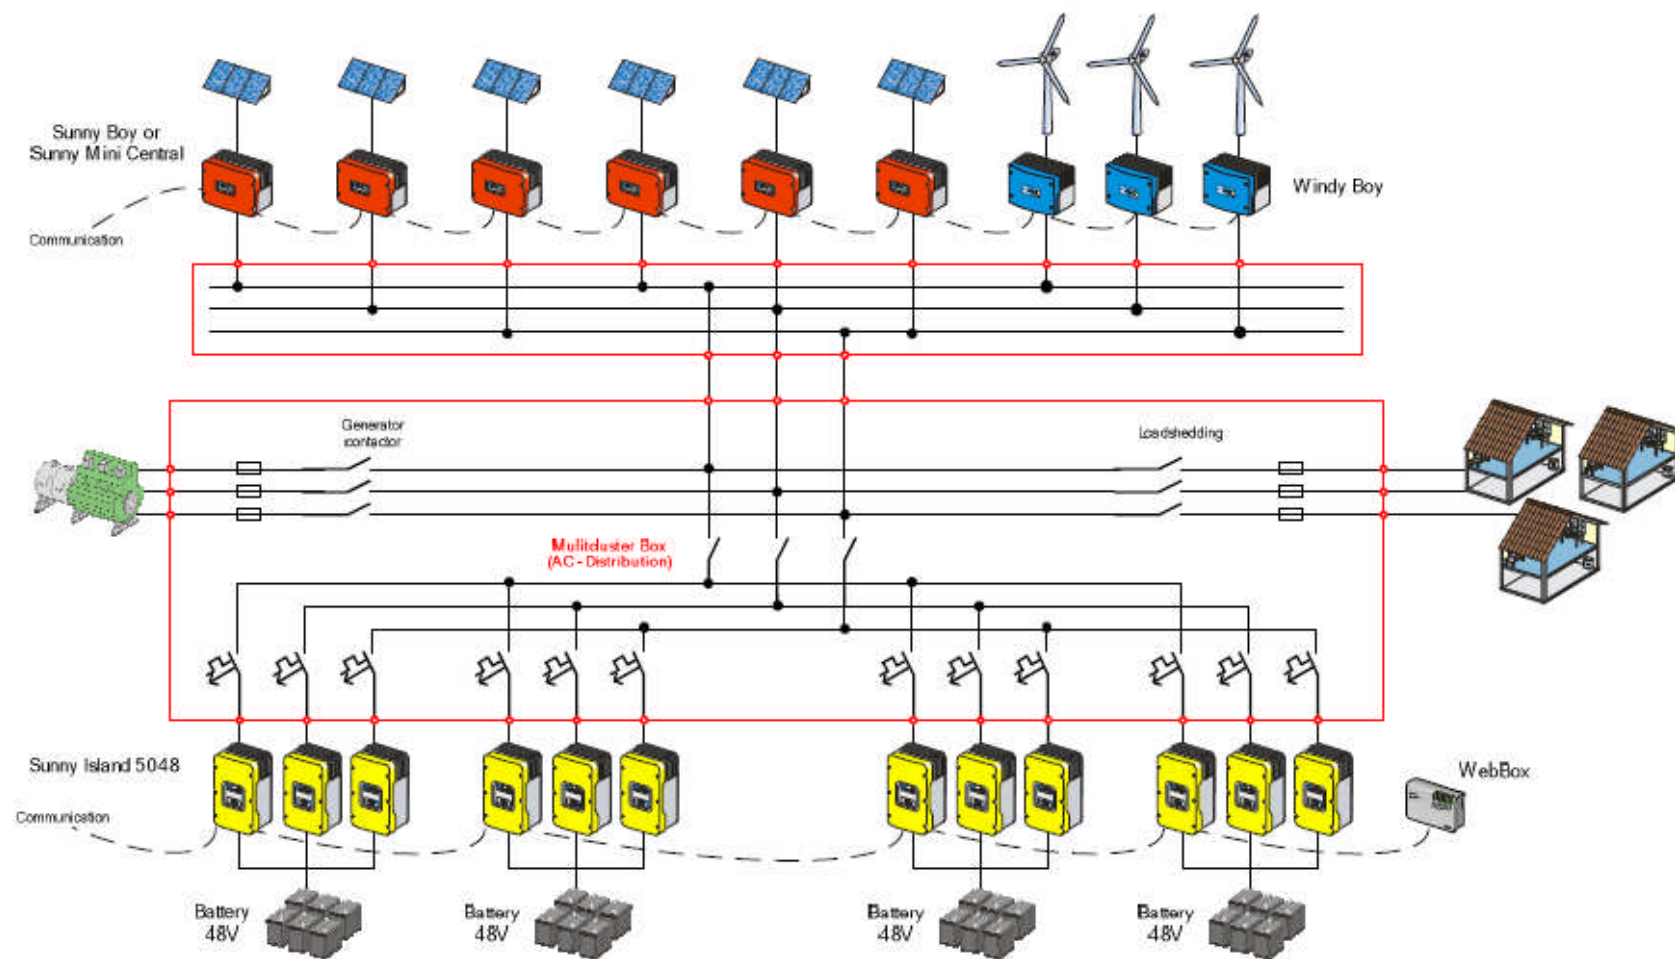 Sunny Boy or
Sunny Mini Central
Windy Boy
Communication
Generator
contactor
Loadshedding
Mulitcluster Box
(AC - Distribution)
Sunny Island 5048
WebBox
Communication
Battery
48V
Battery
48V
Battery
48V
Battery
48V